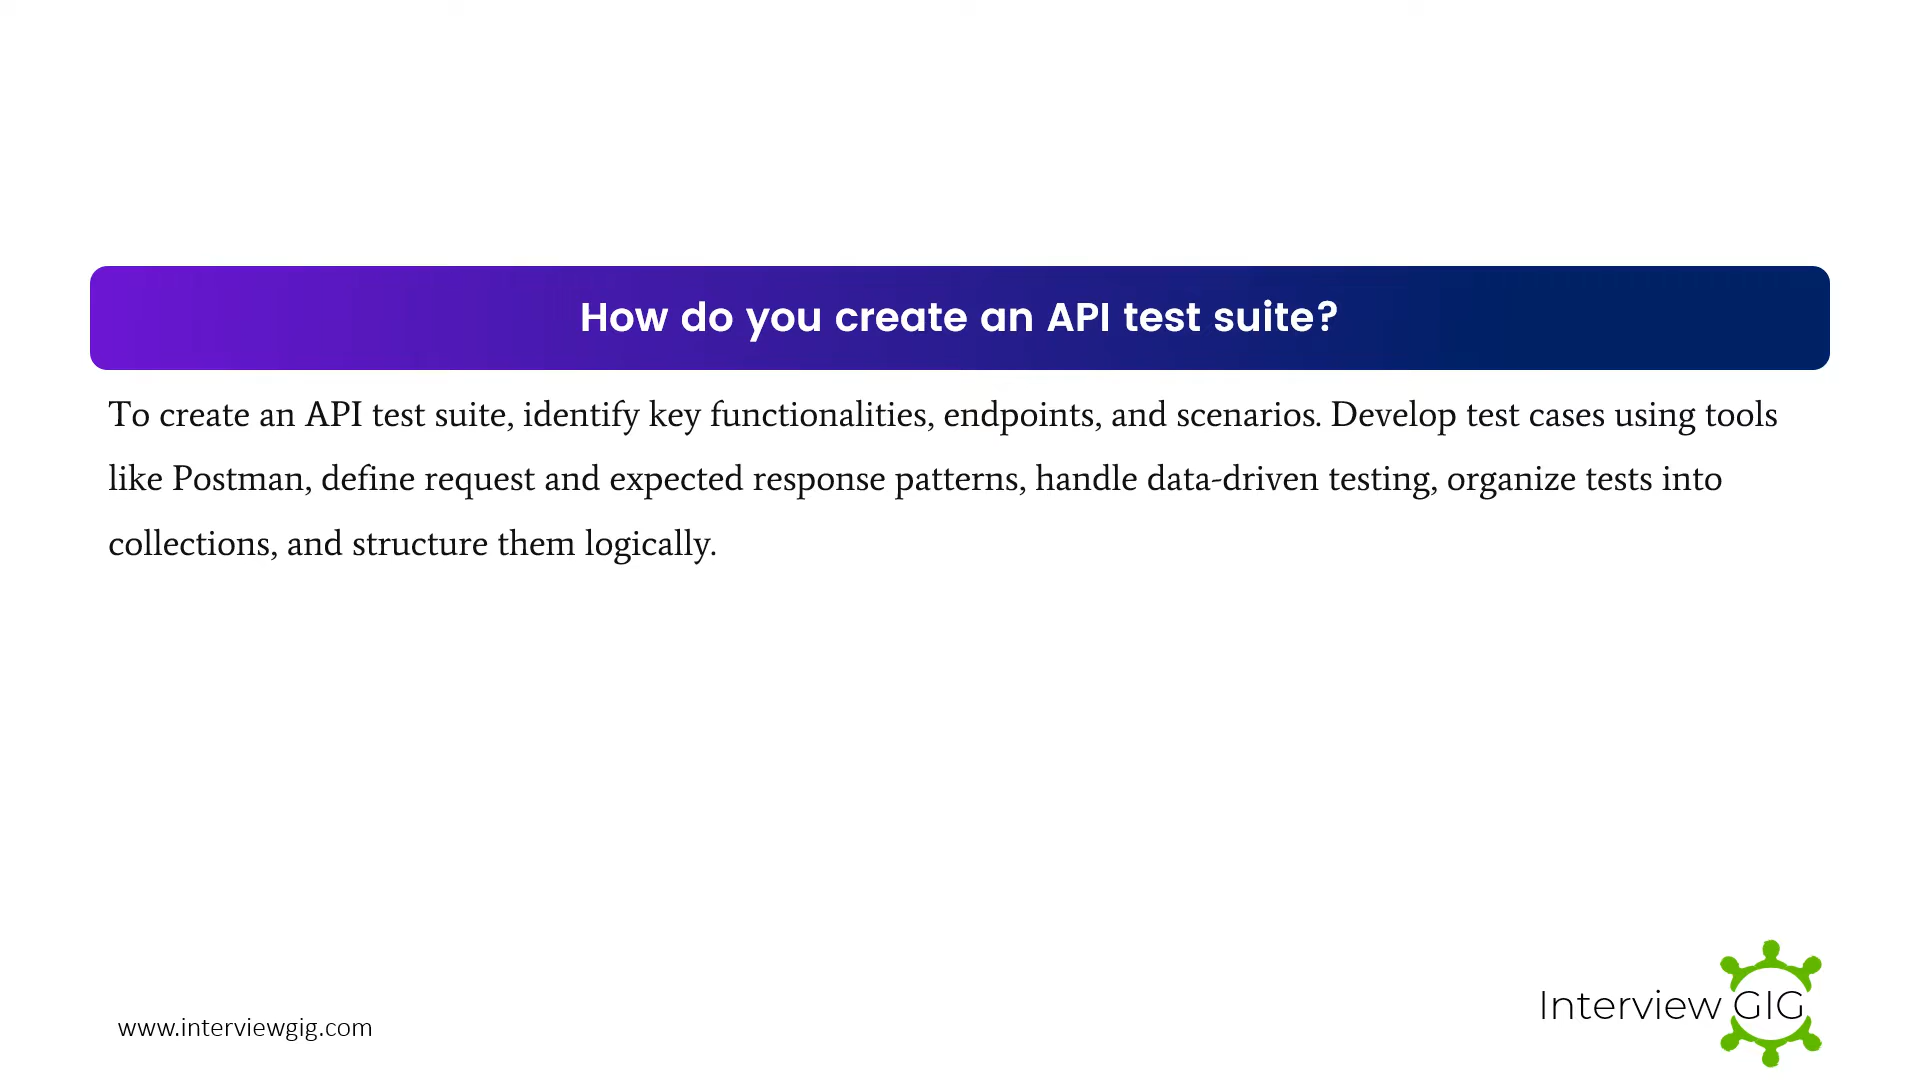 How do you create an API test suite?
To create an API test suite, identify key functionalities, endpoints, and scenarios. Develop test cases using tools
like Postman, define request and expected response patterns, handle data-driven testing, organize tests into
collections, and structure them logically.
Interview GIG
www.interviewgig.com